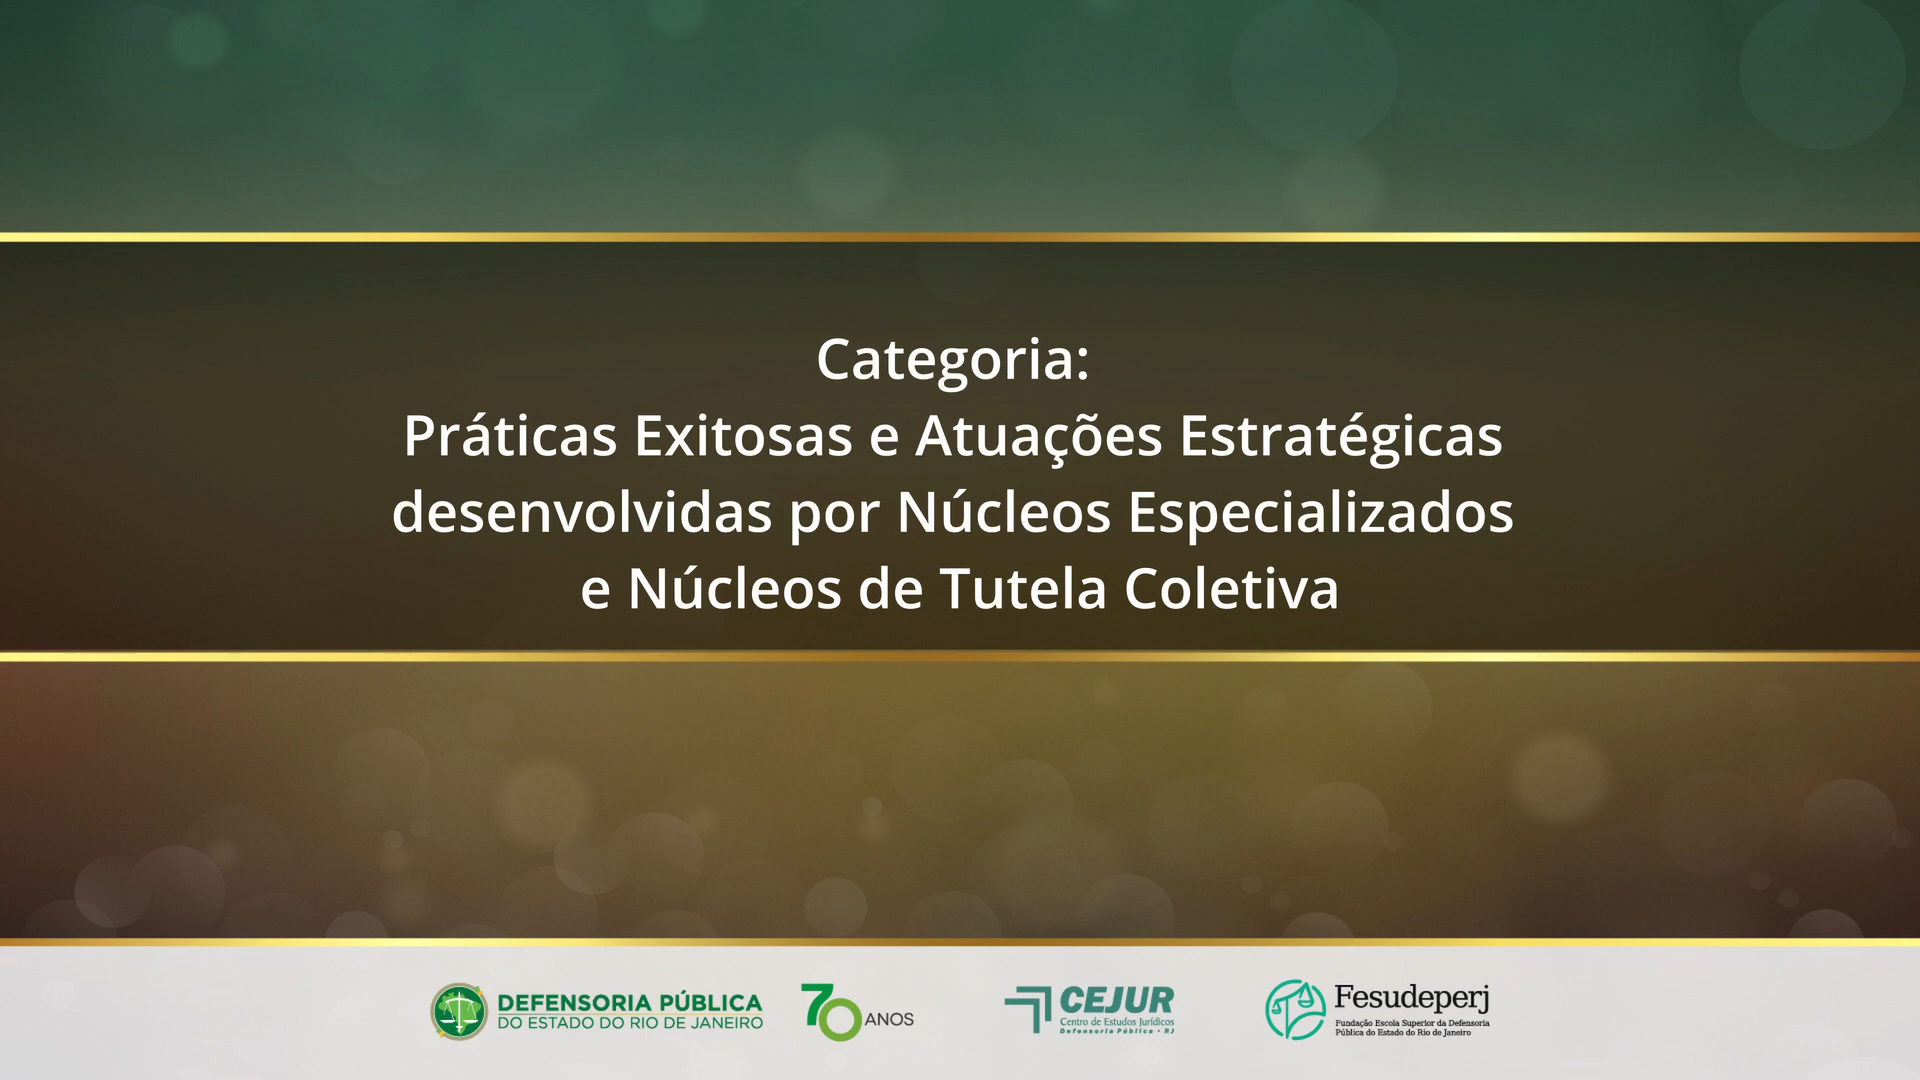 Categoria:
Práticas Exitosas e Atuações Estratégicas
desenvolvidas por Núcleos Especializados
e Núcleos de Tutela Coletiva
DEFENSORIA PÚBLICA
DO ESTADO DO RIO DE JANEIRO
70 ANOS
CEJUR
Centro de Estudos Jurídicos
Defensoria Pública • RJ
Fesudeperj
Fundação Escola Superior da Defensoria
Pública do Estado do Rio de Janeiro